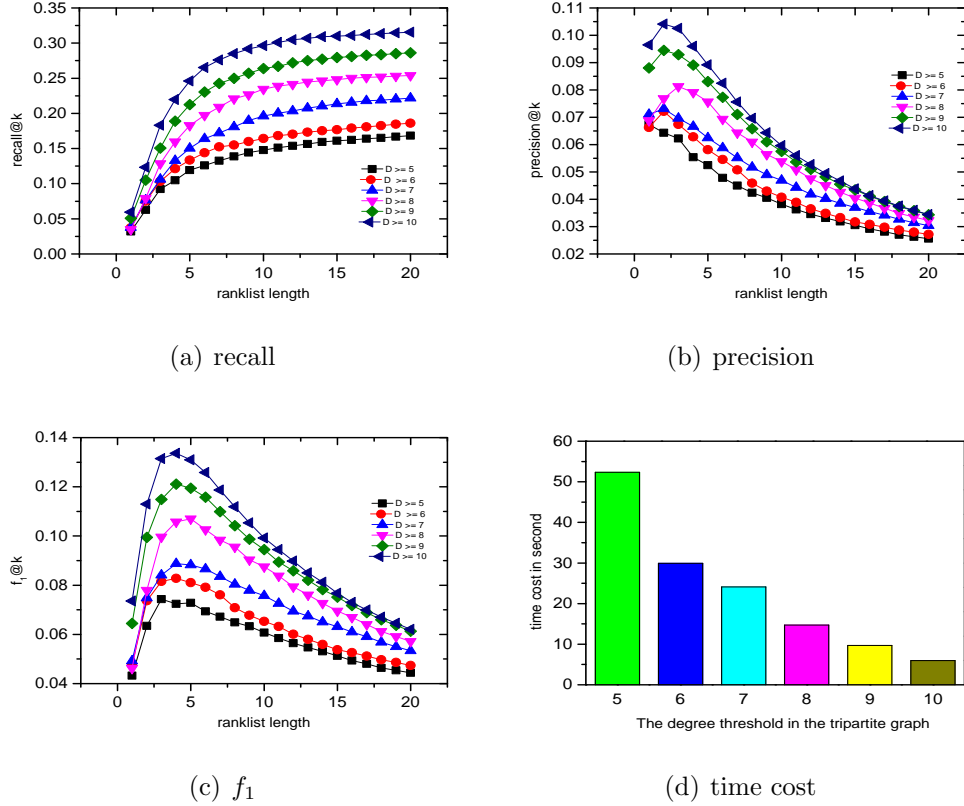 0.35
0.30
0.25
0.20
0.15
0.10
0.05
0.00
recall@k
0 5 10 15 20
ranklist length
D >= 5
D >= 6
D >= 7
D >= 8
D >= 9
D >= 10
(a) recall
0.11
0.10
0.09
0.08
0.07
0.06
0.05
0.04
0.03
0.02
precision@k
0 5 10 15 20
ranklist length
D >= 5
D >= 6
D >= 7
D >= 8
D >= 9
D >= 10
(b) precision
0.14
0.12
0.10
0.08
0.06
0.04
f₁@k
0 5 10 15 20
ranklist length
D >= 5
D >= 6
D >= 7
D >= 8
D >= 9
D >= 10
(c) f₁
60
50
40
30
20
10
0
time cost in second
5 6 7 8 9 10
The degree threshold in the tripartite graph
(d) time cost